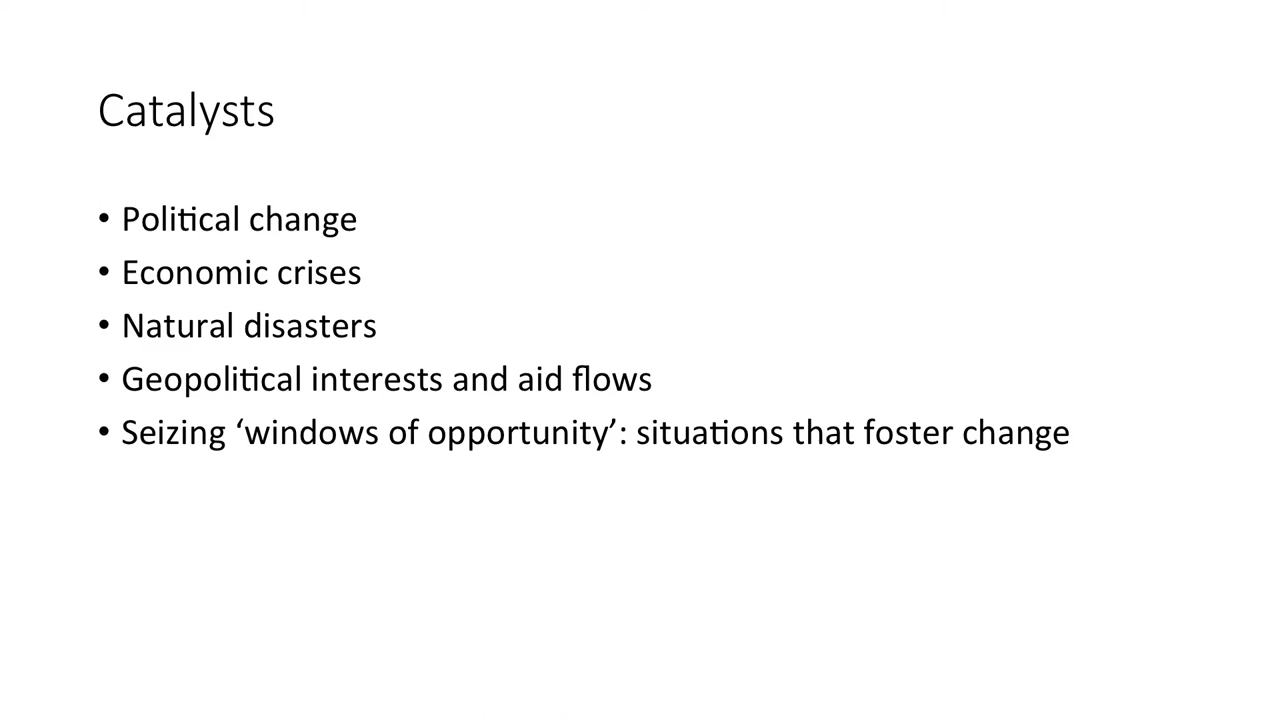 Catalysts
• Political change
• Economic crises
• Natural disasters
• Geopolitical interests and aid flows
• Seizing ‘windows of opportunity’: situations that foster change